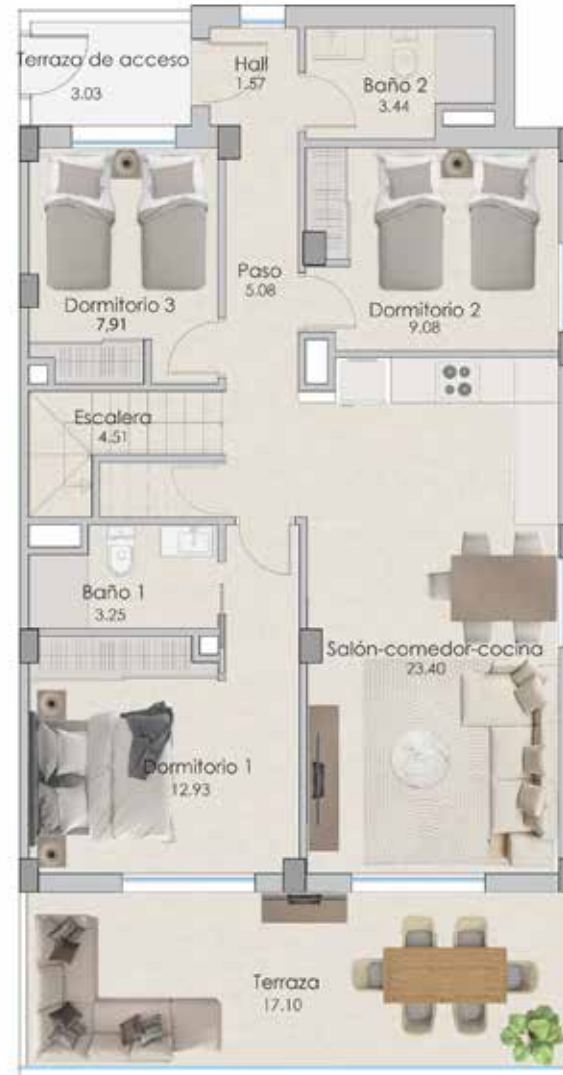 Terraza de acceso
3.03
Hall
1.57
Baño 2
3.44
Dormitorio 3
7.91
Paso
5.08
Dormitorio 2
9.08
Escalera
4.51
Baño 1
3.25
Salón-comedor-cocina
23.40
Dormitorio 1
12.93
Terraza
17.10